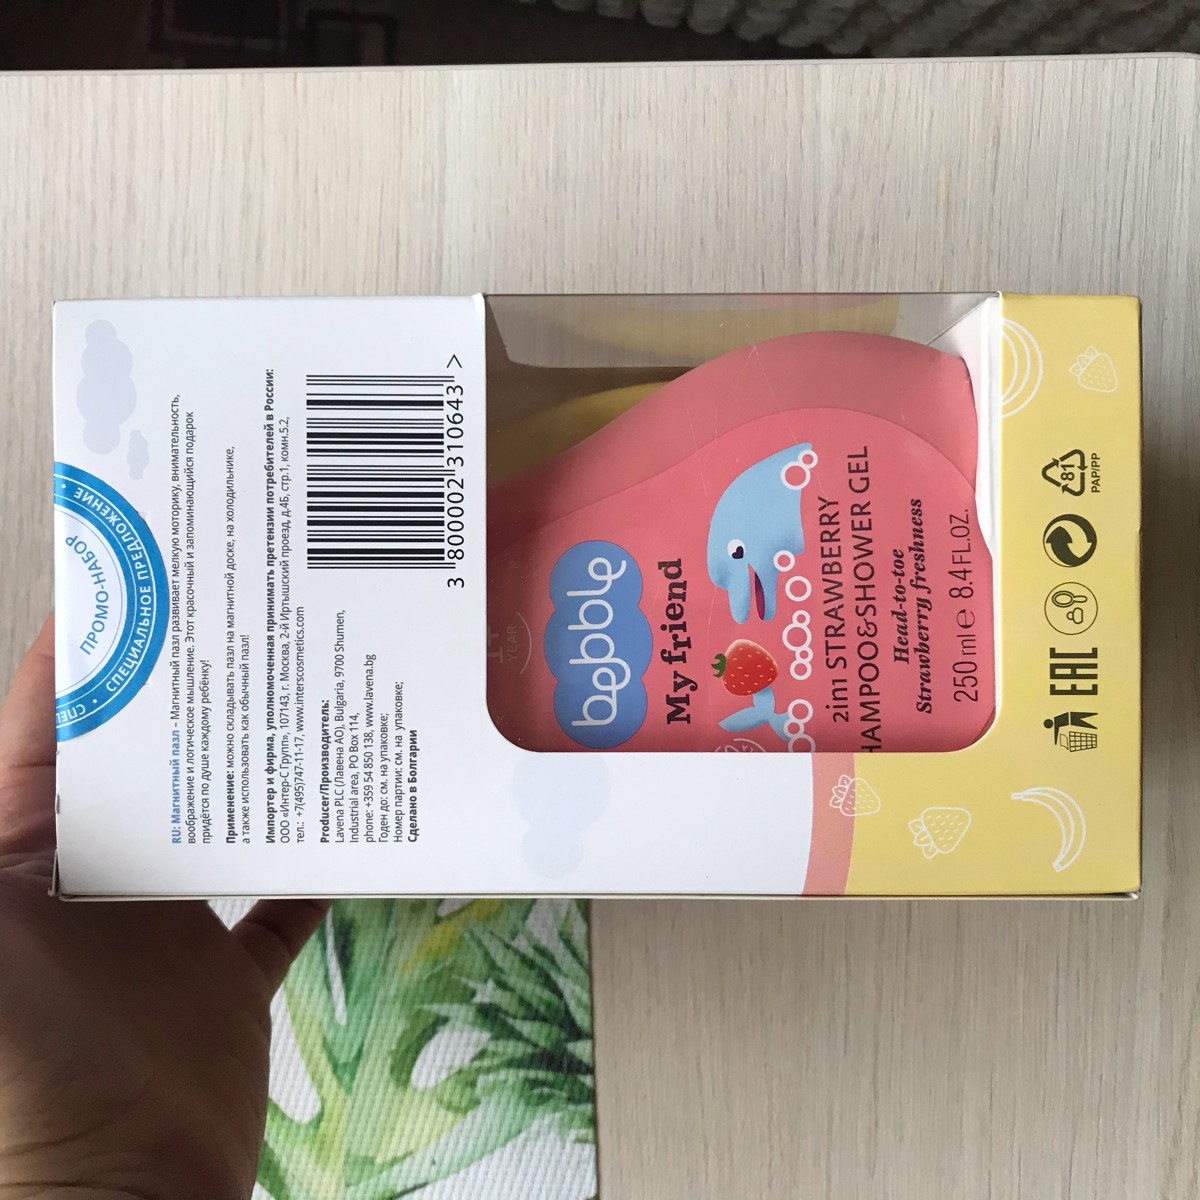 СПЕЦИАЛЬНОЕ ПРЕДЛОЖЕНИЕ
ПРОМО-НАБОР
RU: Магнитный пазл – Магнитный пазл развивает мелкую моторику, внимательность,
воображение и логическое мышление. Этот красочный и запоминающийся подарок
придётся по душе каждому ребёнку!
Применение: можно складывать пазл на магнитной доске, на холодильнике,
а также использовать как обычный пазл!
Импортер и фирма, уполномоченная принимать претензии потребителей в России:
ООО «Интер-С Групп», 107143, г. Москва, 2-й Иртышский проезд, д.4Б, стр.1, комн.5.2,
тел.: +7(495)747-11-17, www.interscosmetics.com
Producer/Производитель:
Lavena PLC (Лавена АО), Bulgaria, 9700 Shumen,
Industrial area, PO Box 114,
phone: +359 54 850 138, www.lavena.bg
Годен до: см. на упаковке;
Номер партии: см. на упаковке;
Сделано в Болгарии
3 800002 310643 >
1+
YEAR
bebble
My friend
2in1 STRAWBERRY
HAMPOO&SHOWER GEL
Head-to-toe
Strawberry freshness
250 ml e 8.4 FL.OZ.
EAC
81
PAP/PP